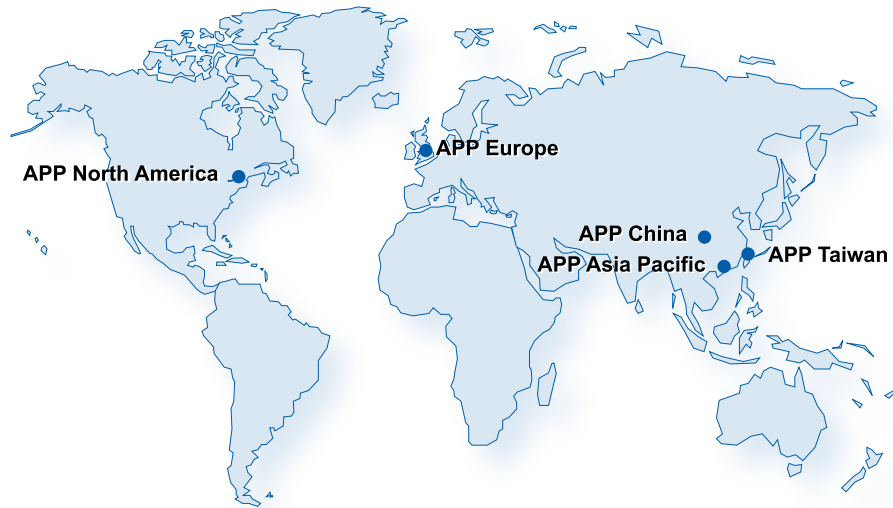 APP Europe
APP North America
APP China
APP Taiwan
APP Asia Pacific